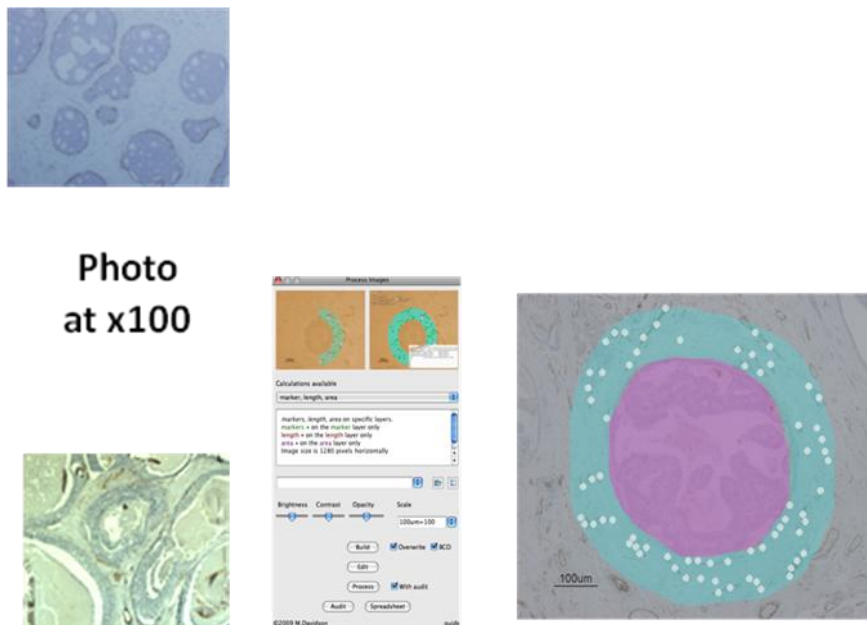 Photo
at x100
Process Images
Calculations available
marker, length, area
markers, length, area on specific layers.
markers + on the marker layer only
length + on the length layer only
area + on the area layer only
Image size is 1280 pixels horizontally
Brightness Contrast Opacity Scale
100um=100
Build Overwrite BCD
Edit
Process With audit
Audit Spreadsheet
©2009 M.Davidson guide
100um